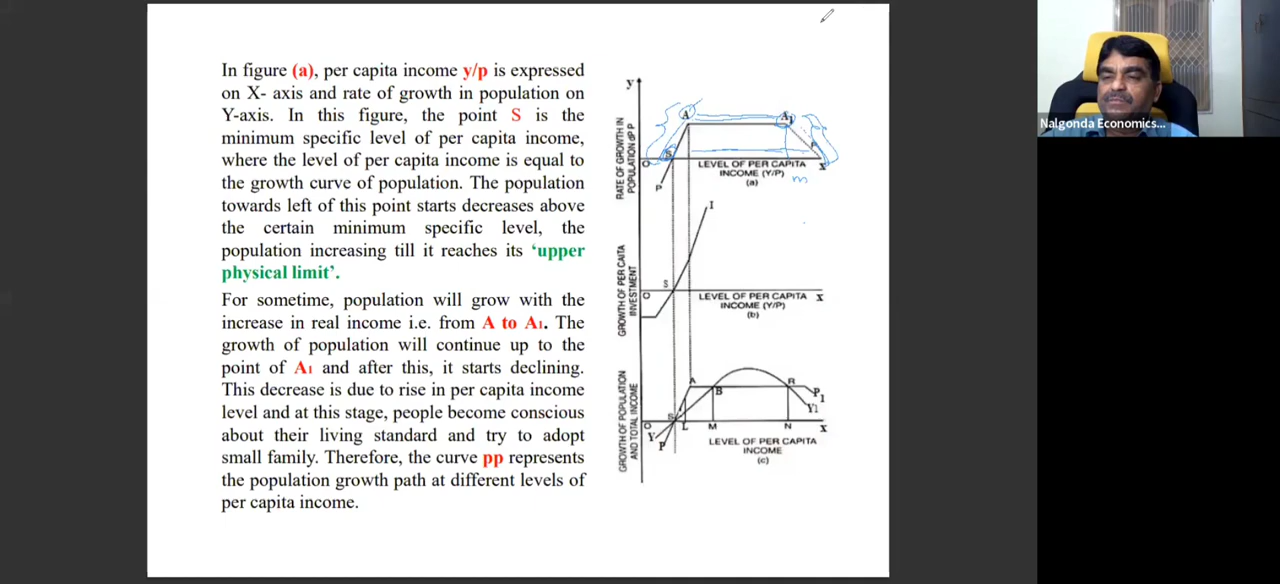 In figure (a), per capita income y/p is expressed
on X- axis and rate of growth in population on
Y-axis. In this figure, the point S is the
minimum specific level of per capita income,
where the level of per capita income is equal to
the growth curve of population. The population
towards left of this point starts decreases above
the certain minimum specific level, the
population increasing till it reaches its ‘upper
physical limit’.
For sometime, population will grow with the
increase in real income i.e. from A to A1. The
growth of population will continue up to the
point of A1 and after this, it starts declining.
This decrease is due to rise in per capita income
level and at this stage, people become conscious
about their living standard and try to adopt
small family. Therefore, the curve pp represents
the population growth path at different levels of
per capita income.
y
RATE OF GROWTH IN
POPULATION dP P
A
A1
S
O
P
P
X
LEVEL OF PER CAPITA
INCOME (Y/P)
(a)
m
GROWTH OF PER CAITA
INVESTMENT
I
S
O
LEVEL OF PER CAPITA X
INCOME (Y/P)
(b)
GROWTH OF POPULATION
AND TOTAL INCOME
A
B
R
P1
Y1
S
O
Y
P
L
M
N
X
LEVEL OF PER CAPITA
INCOME
(c)
Nalgonda Economics...